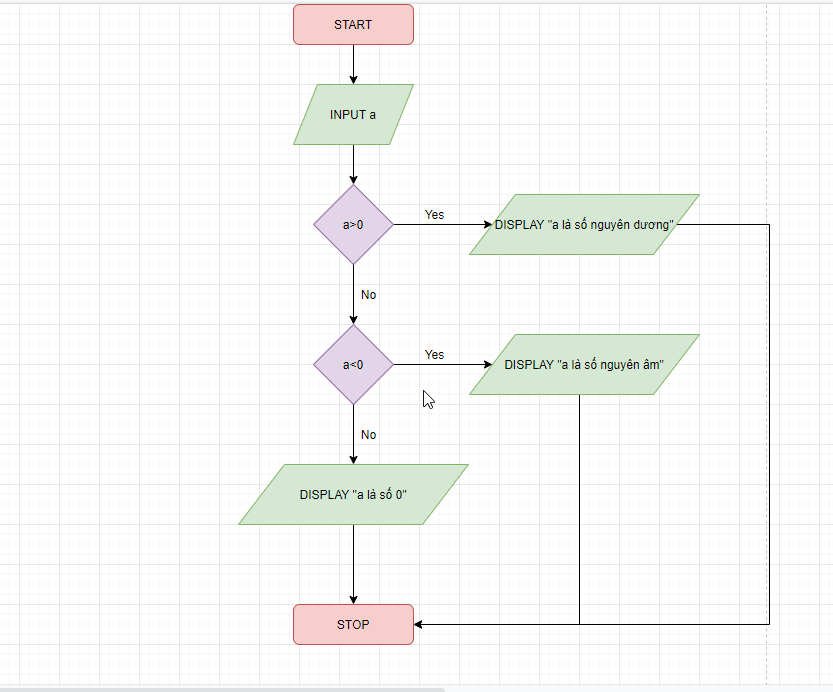 START
INPUT a
a>0
Yes
DISPLAY "a là số nguyên dương"
No
a<0
Yes
DISPLAY "a là số nguyên âm"
No
DISPLAY "a là số 0"
STOP